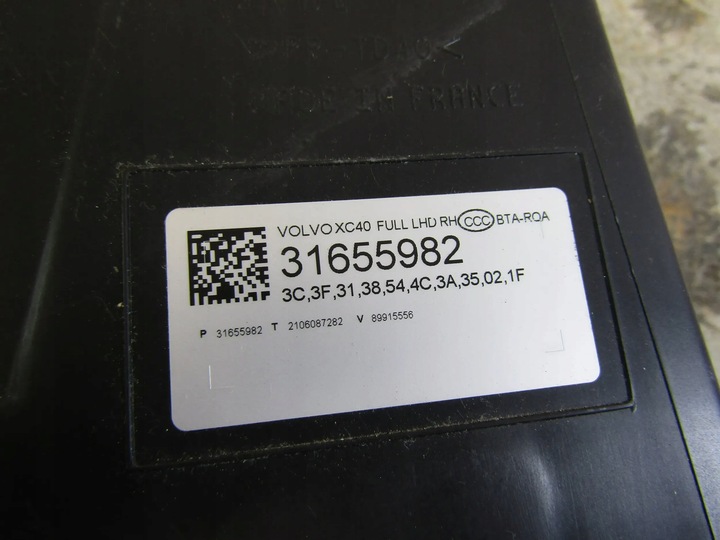 MADE IN FRANCE
VOLVO XC40 FULL LHD RH CCC BTA-RQA
31655982
3C,3F,31,38,54,4C,3A,35,02,1F
P 31655982 T 2106087282 V 89915556